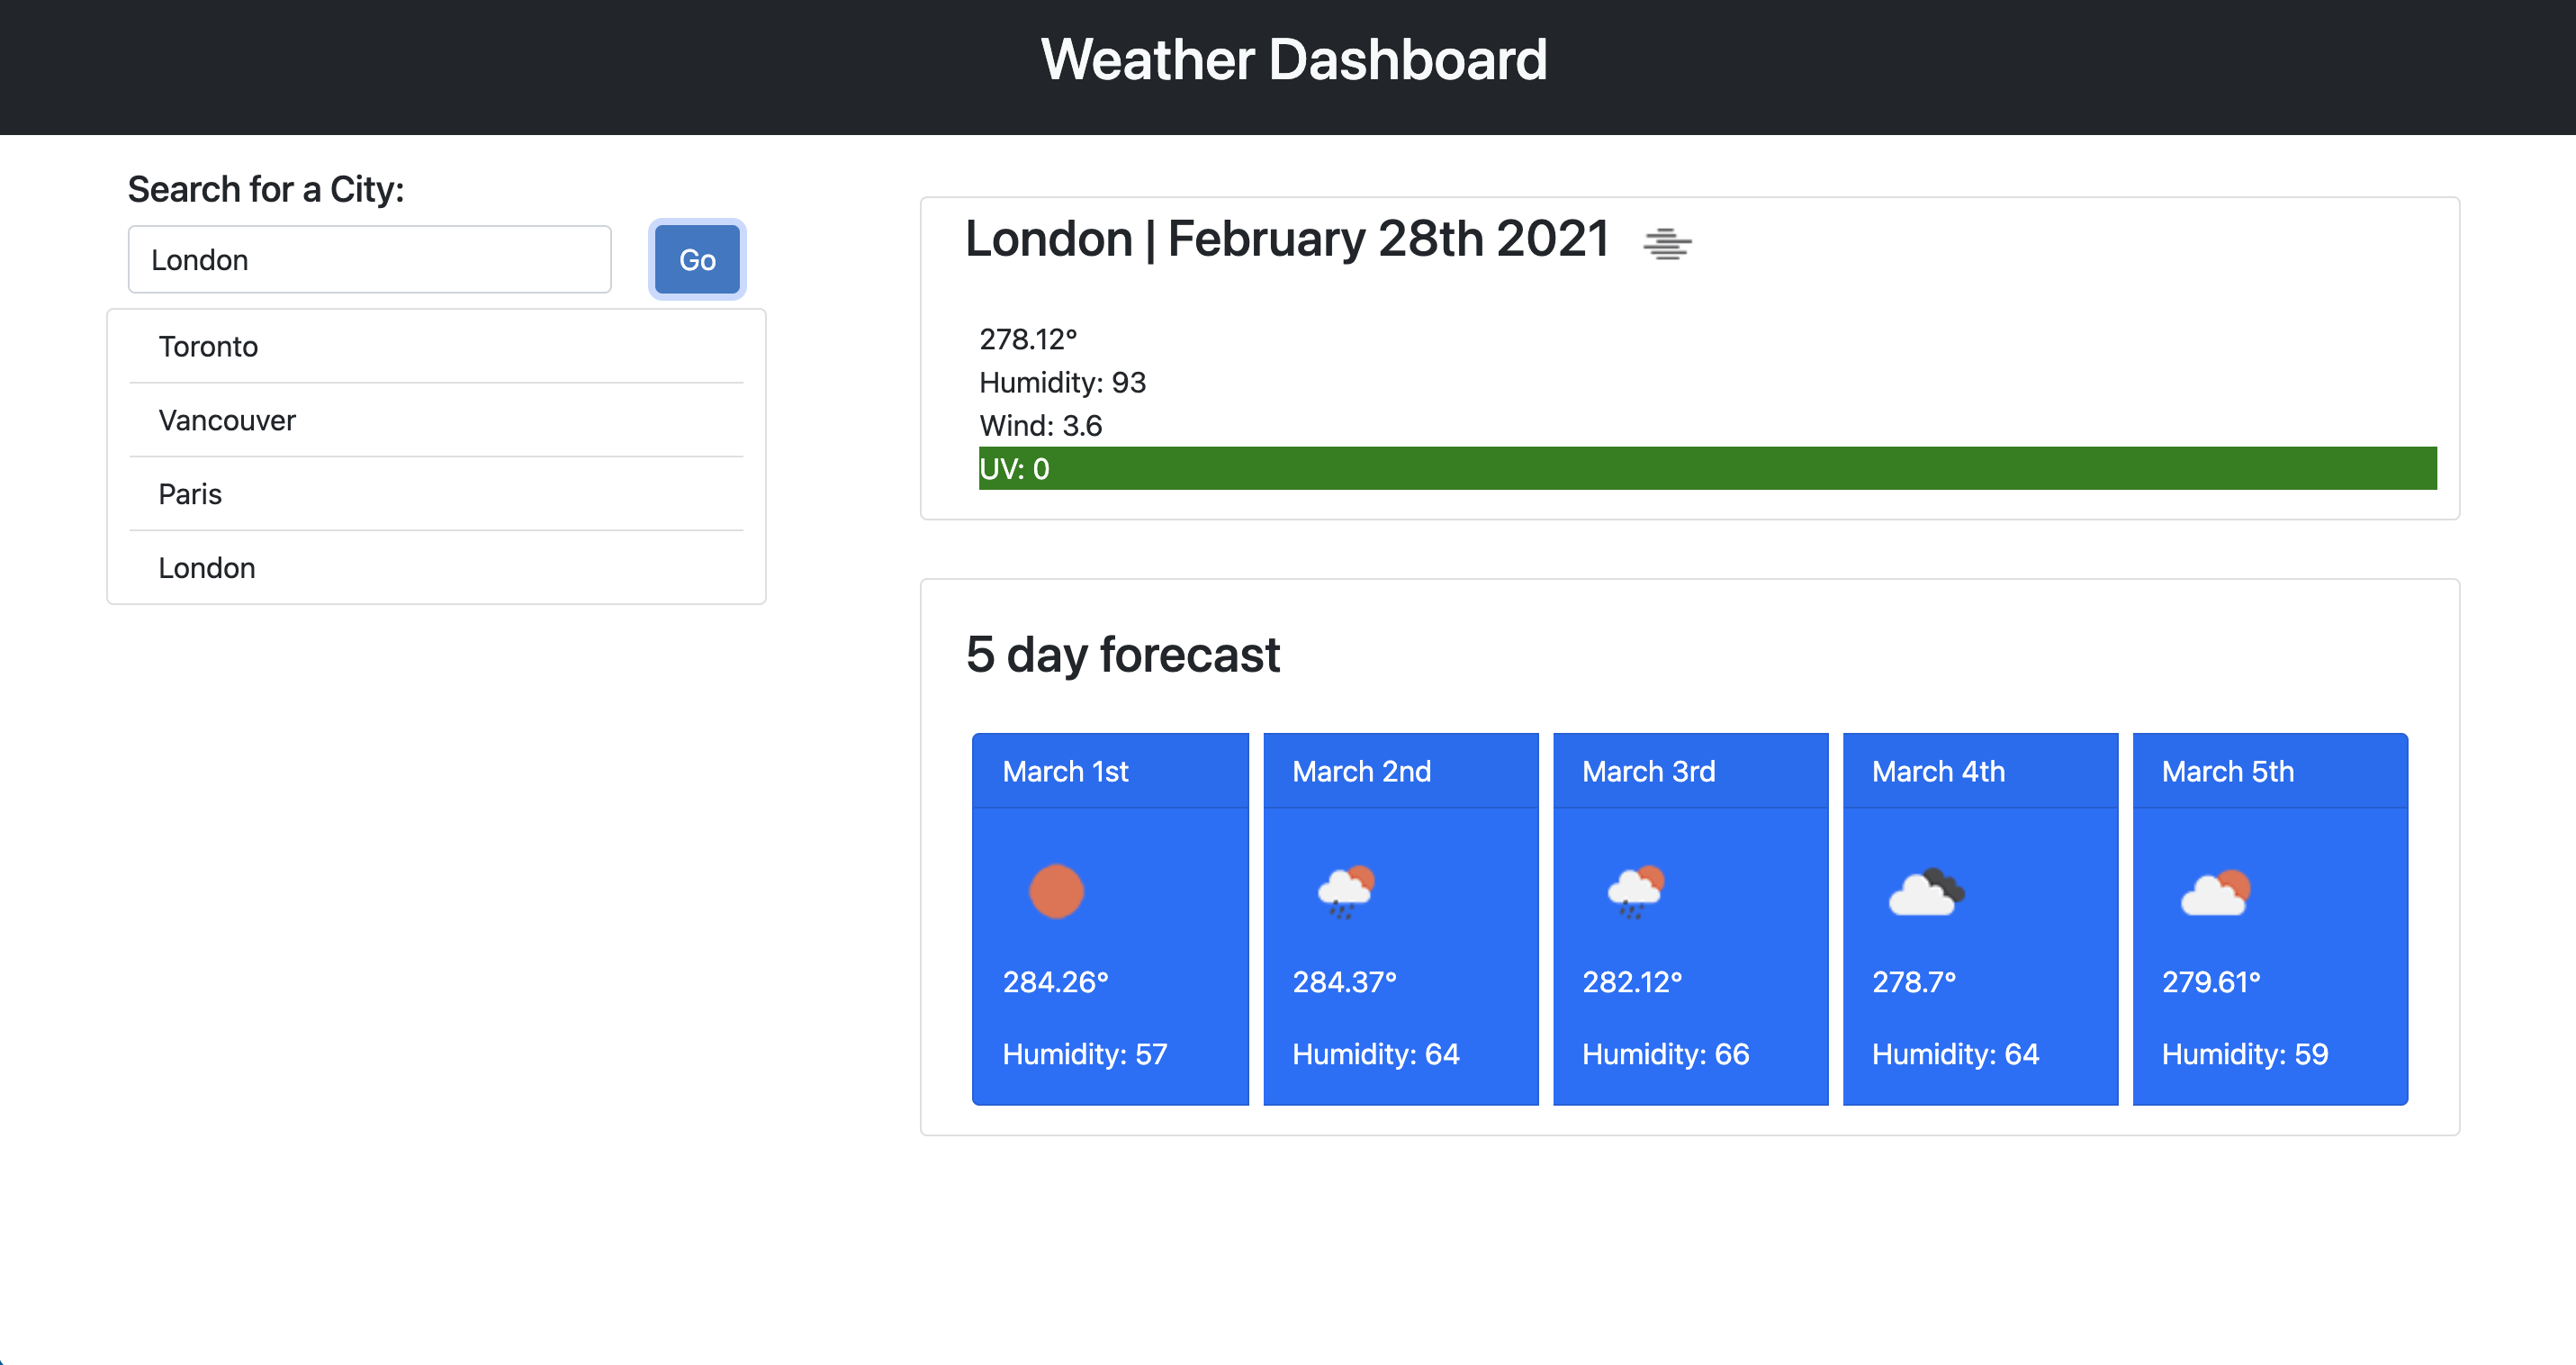 Weather Dashboard
Search for a City:
London
Go
Toronto
Vancouver
Paris
London
London | February 28th 2021
278.12°
Humidity: 93
Wind: 3.6
UV: 0
5 day forecast
March 1st
284.26°
Humidity: 57
March 2nd
284.37°
Humidity: 64
March 3rd
282.12°
Humidity: 66
March 4th
278.7°
Humidity: 64
March 5th
279.61°
Humidity: 59